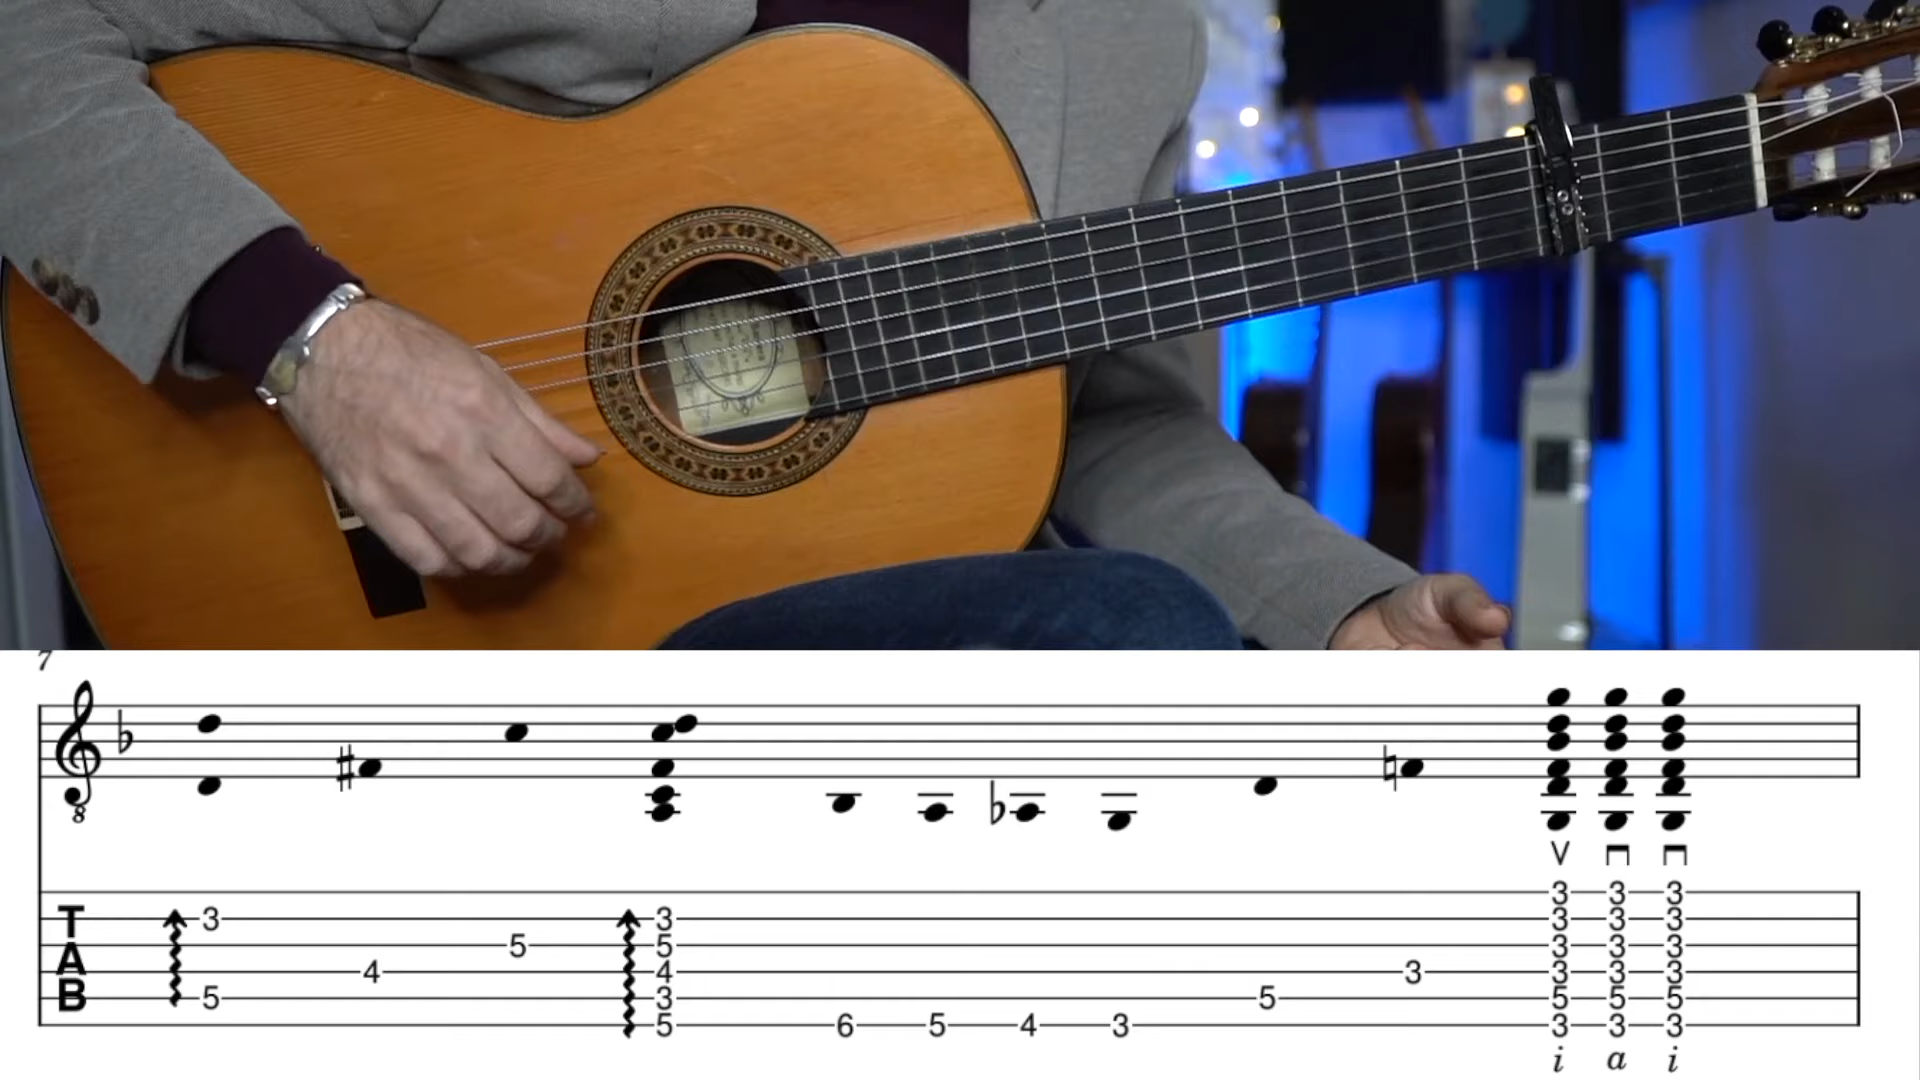 7
8
V
3 3 3
T 3 3 3 3 3
5 5 3 3 3
A 4 4 3 3 3 3
B 5 3 5 5 5 5
5 6 5 4 3 3 3 3
i a i